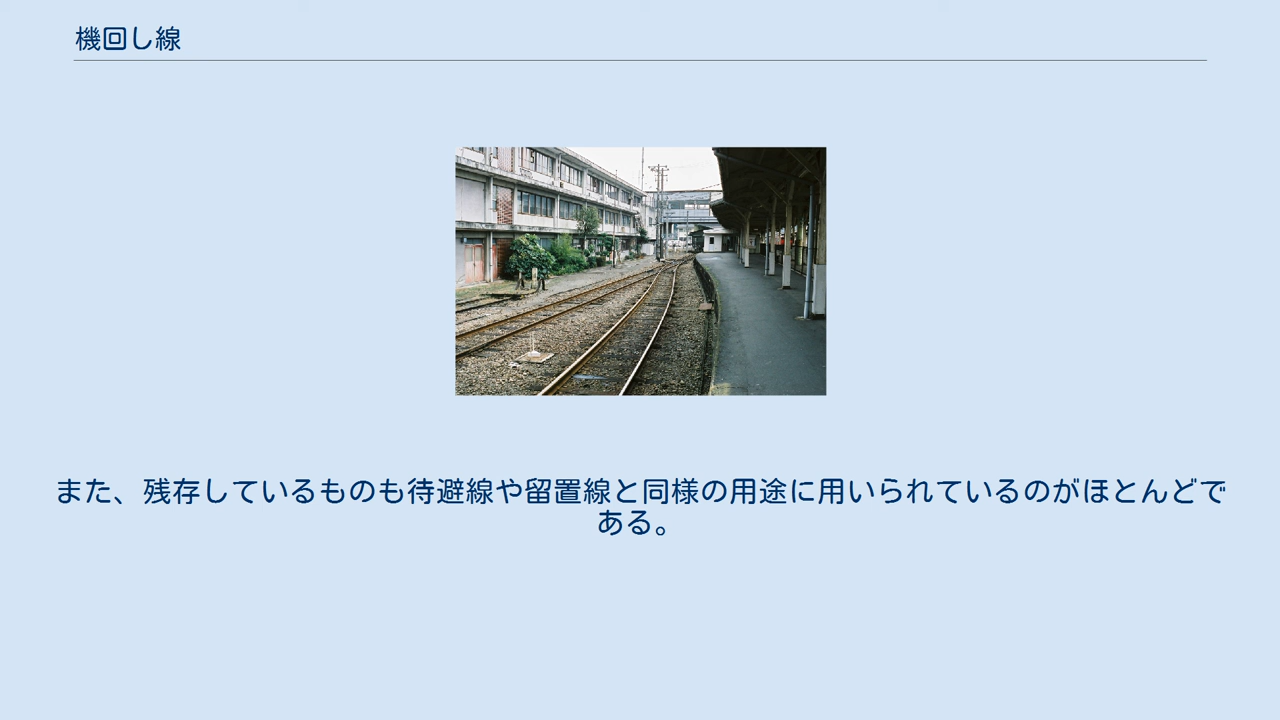 機回し線
また、残存しているものも待避線や留置線と同様の用途に用いられているのがほとんどで
ある。